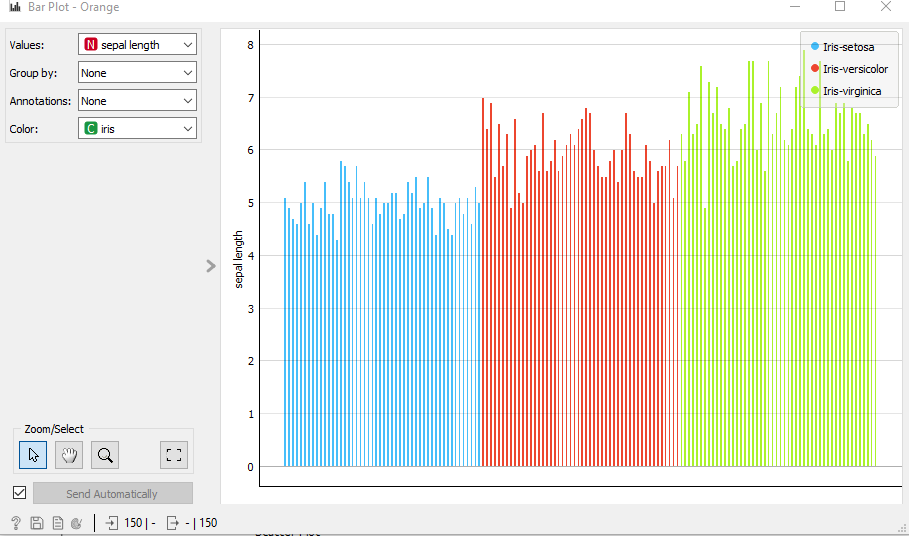 Bar Plot - Orange
Values: N sepal length
Group by: None
Annotations: None
Color: C iris
8
7
6
5
4
3
2
1
0
sepal length
Iris-setosa
Iris-versicolor
Iris-virginica
Zoom/Select
Send Automatically
? 150 | - - | 150